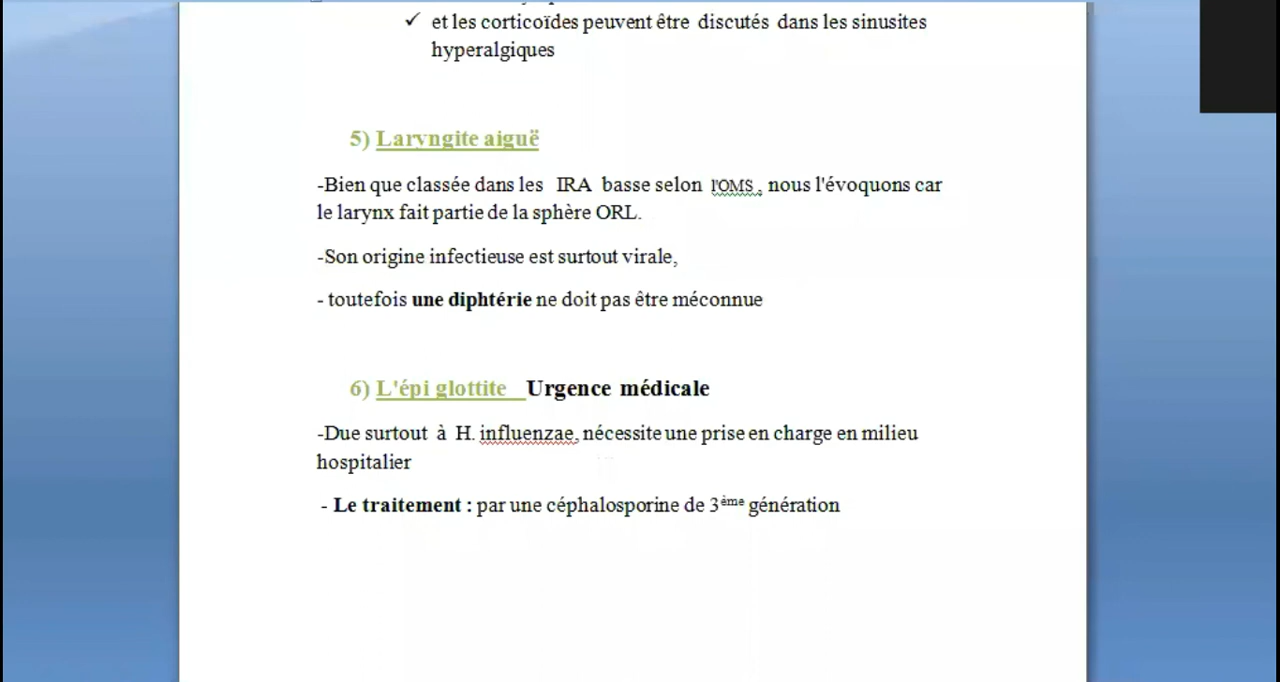 ✓ et les corticoïdes peuvent être discutés dans les sinusites
hyperalgiques
5) Laryngite aiguë
-Bien que classée dans les IRA basse selon l'OMS, nous l'évoquons car
le larynx fait partie de la sphère ORL.
-Son origine infectieuse est surtout virale,
- toutefois une diphtérie ne doit pas être méconnue
6) L'épi glottite Urgence médicale
-Due surtout à H. influenzae, nécessite une prise en charge en milieu
hospitalier
- Le traitement : par une céphalosporine de 3ème génération